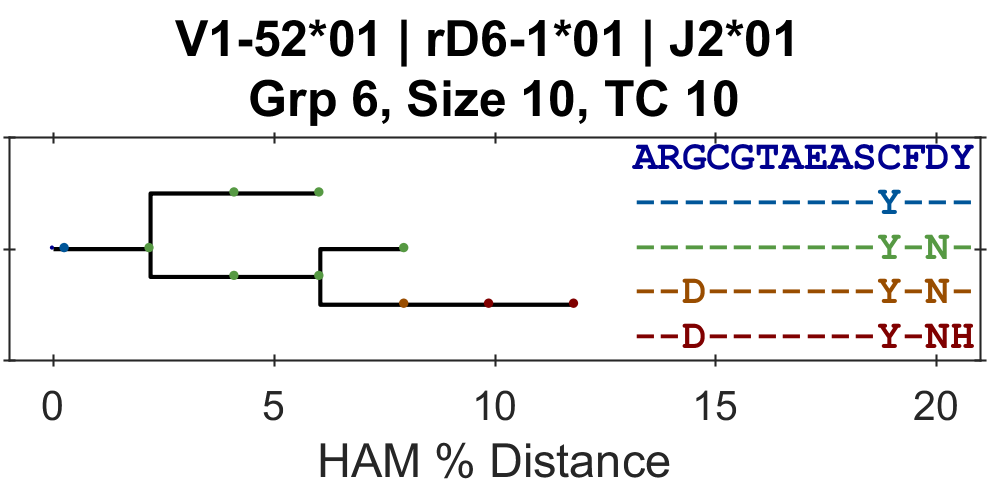 V1-52*01 | rD6-1*01 | J2*01
Grp 6, Size 10, TC 10
ARGCGTAEASCFDY
----------Y---
----------Y-N-
--D-------Y-N-
--D-------Y-NH
0 5 10 15 20
HAM % Distance